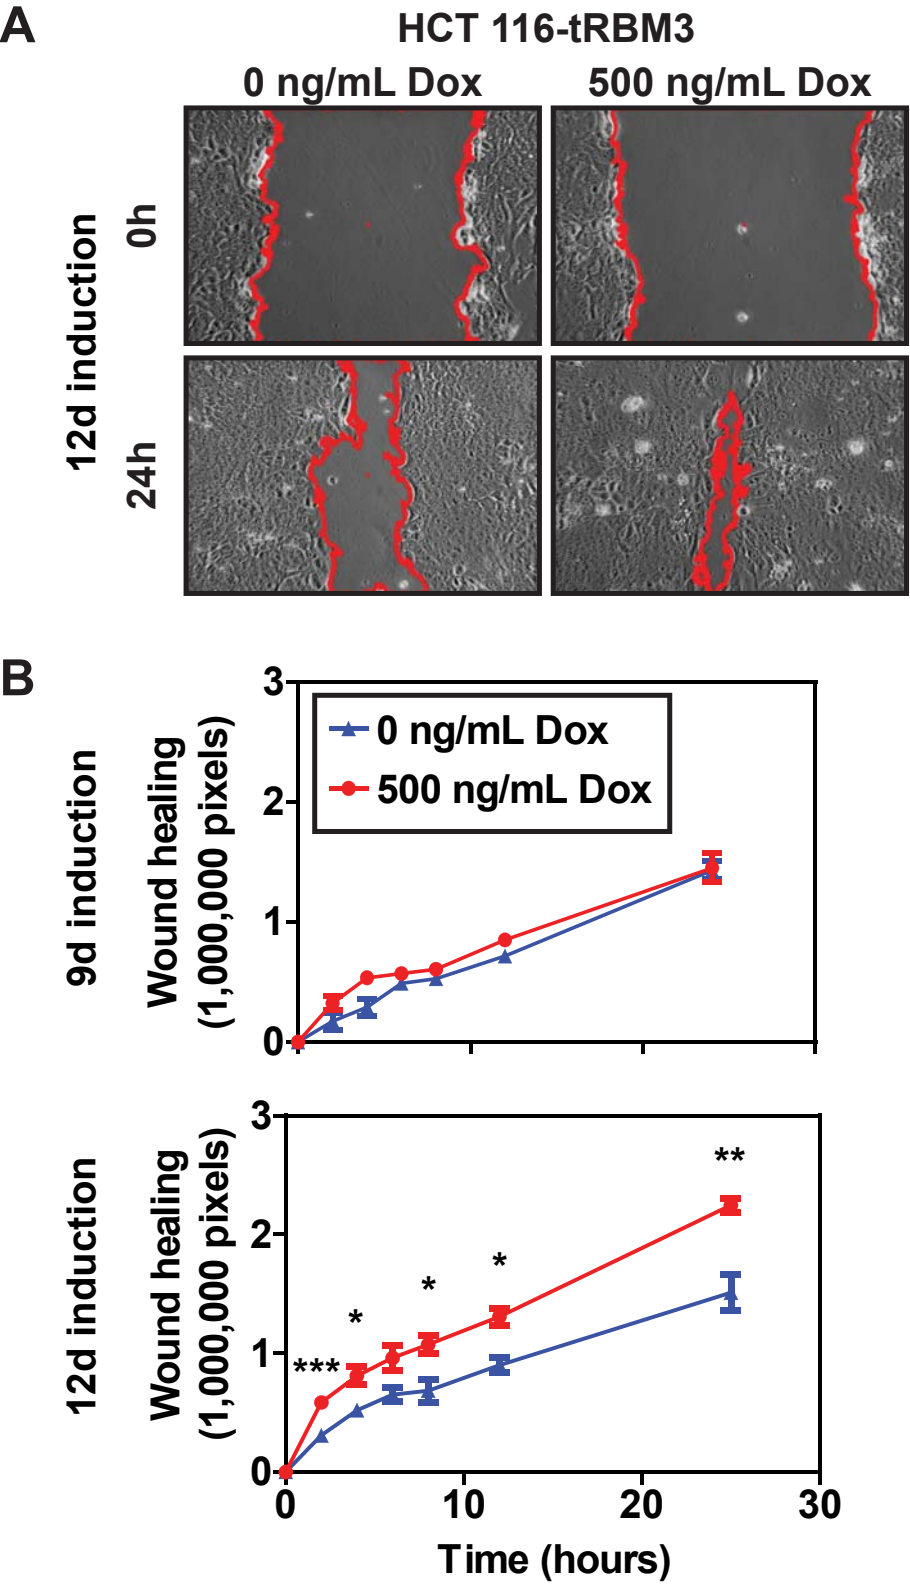 A
HCT 116-tRBM3
0 ng/mL Dox
500 ng/mL Dox
12d induction
0h
24h
B
9d induction
Wound healing
(1,000,000 pixels)
3
2
1
0
0 ng/mL Dox
500 ng/mL Dox
12d induction
Wound healing
(1,000,000 pixels)
3
2
1
0
***
*
*
*
**
0
10
20
30
Time (hours)